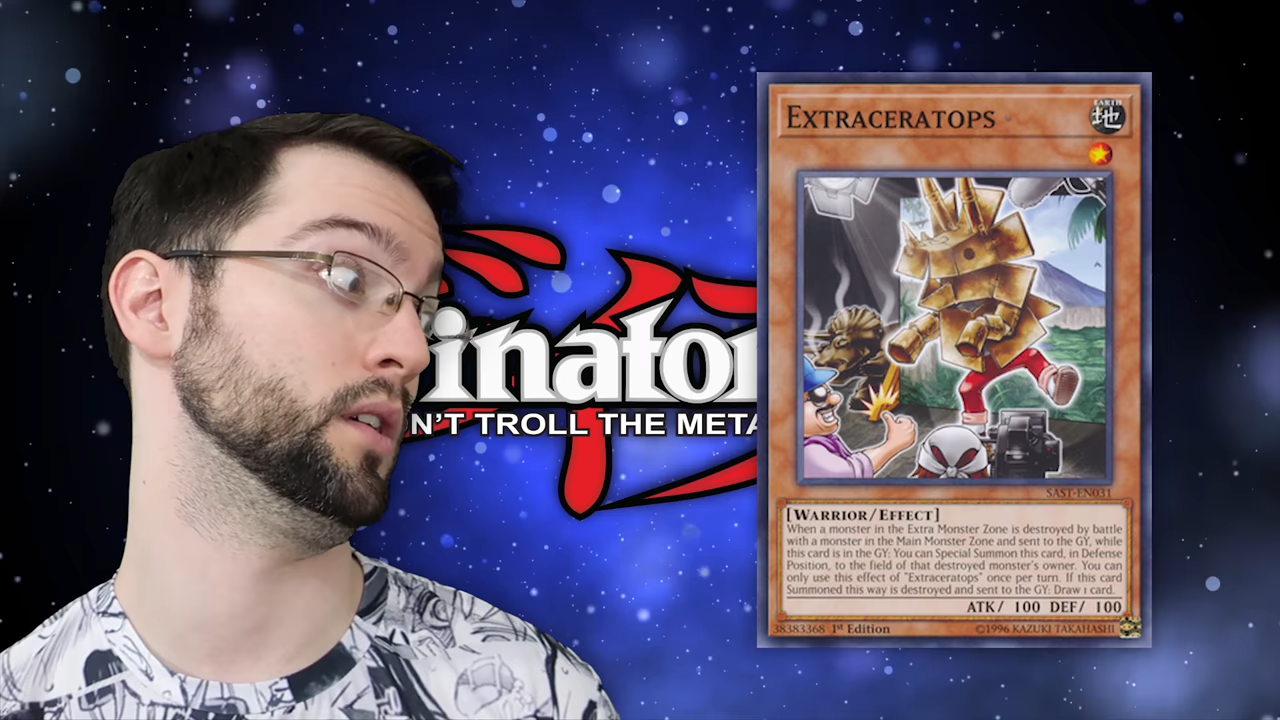 EXTRACERATOPS
EARTH
地
inator
N'T TROLL THE META
SAST-EN031
[WARRIOR/EFFECT]
When a monster in the Extra Monster Zone is destroyed by battle
with a monster in the Main Monster Zone and sent to the GY, while
this card is in the GY: You can Special Summon this card, in Defense
Position, to the field of that destroyed monster's owner. You can
only use this effect of "Extraceratops" once per turn. If this card
Summoned this way is destroyed and sent to the GY: Draw 1 card.
ATK/ 100 DEF/ 100
38383368 1st Edition ©1996 KAZUKI TAKAHASHI